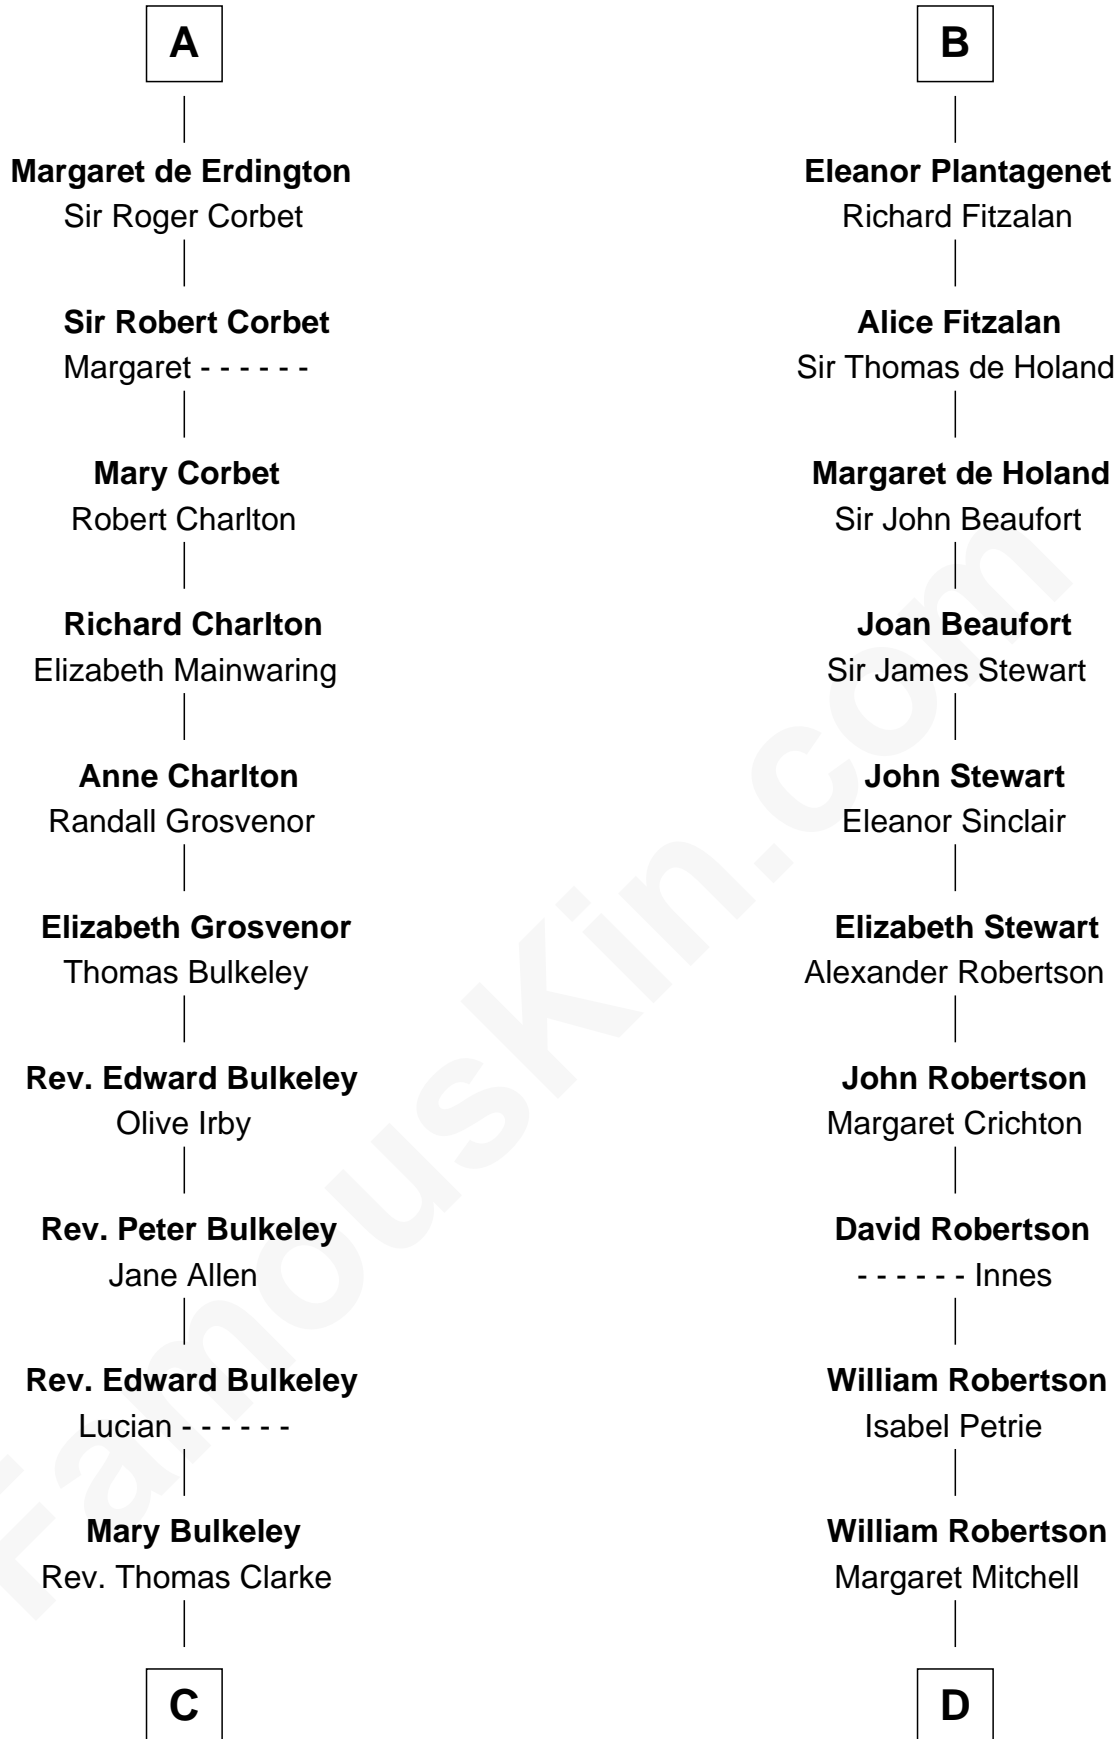 A
Margaret de Erdington
Sir Roger Corbet
Sir Robert Corbet
Margaret - - - - - -
Mary Corbet
Robert Charlton
Richard Charlton
Elizabeth Mainwaring
Anne Charlton
Randall Grosvenor
Elizabeth Grosvenor
Thomas Bulkeley
Rev. Edward Bulkeley
Olive Irby
Rev. Peter Bulkeley
Jane Allen
Rev. Edward Bulkeley
Lucian - - - - - -
Mary Bulkeley
Rev. Thomas Clarke
C
B
Eleanor Plantagenet
Richard Fitzalan
Alice Fitzalan
Sir Thomas de Holand
Margaret de Holand
Sir John Beaufort
Joan Beaufort
Sir James Stewart
John Stewart
Eleanor Sinclair
Elizabeth Stewart
Alexander Robertson
John Robertson
Margaret Crichton
David Robertson
- - - - - - Innes
William Robertson
Isabel Petrie
William Robertson
Margaret Mitchell
D
FamousKin.com